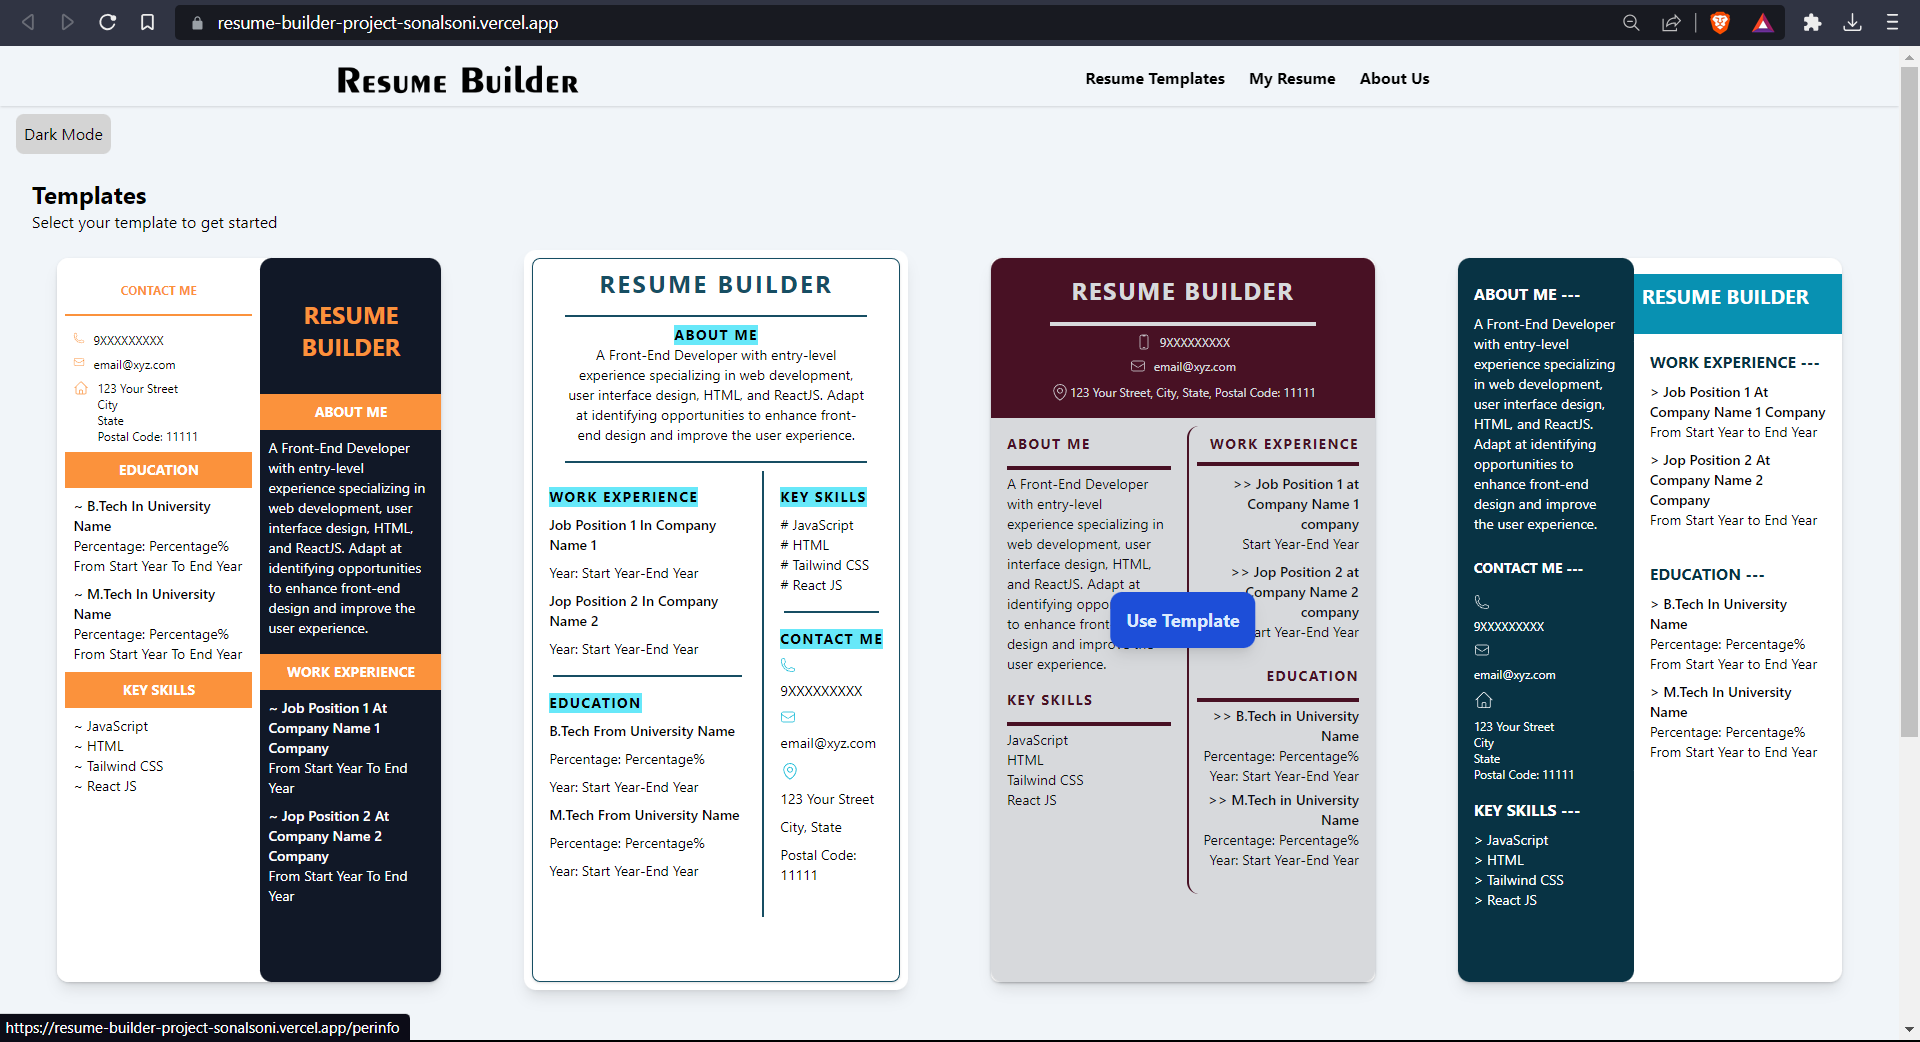 resume-builder-project-sonalsoni.vercel.app
Resume Builder
Resume Templates My Resume About Us
Dark Mode
Templates
Select your template to get started
CONTACT ME
9XXXXXXXXX
email@xyz.com
123 Your Street
City
State
Postal Code: 11111
EDUCATION
~ B.Tech In University
Name
Percentage: Percentage%
From Start Year To End Year
~ M.Tech In University
Name
Percentage: Percentage%
From Start Year To End Year
KEY SKILLS
~ JavaScript
~ HTML
~ Tailwind CSS
~ React JS
RESUME
BUILDER
ABOUT ME
A Front-End Developer
with entry-level
experience specializing in
web development, user
interface design, HTML,
and ReactJS. Adapt at
identifying opportunities
to enhance front-end
design and improve the
user experience.
WORK EXPERIENCE
~ Job Position 1 At
Company Name 1
Company
From Start Year To End
Year
~ Jop Position 2 At
Company Name 2
Company
From Start Year To End
Year
RESUME BUILDER
ABOUT ME
A Front-End Developer with entry-level
experience specializing in web development,
user interface design, HTML, and ReactJS. Adapt
at identifying opportunities to enhance front-
end design and improve the user experience.
WORK EXPERIENCE
Job Position 1 In Company
Name 1
Year: Start Year-End Year
Jop Position 2 In Company
Name 2
Year: Start Year-End Year
EDUCATION
B.Tech From University Name
Percentage: Percentage%
Year: Start Year-End Year
M.Tech From University Name
Percentage: Percentage%
Year: Start Year-End Year
KEY SKILLS
# JavaScript
# HTML
# Tailwind CSS
# React JS
CONTACT ME
9XXXXXXXXX
email@xyz.com
123 Your Street
City, State
Postal Code:
11111
RESUME BUILDER
9XXXXXXXXX
email@xyz.com
123 Your Street, City, State, Postal Code: 11111
ABOUT ME
A Front-End Developer
with entry-level
experience specializing in
web development, user
interface design, HTML,
and ReactJS. Adapt at
identifying
to enhance
design and
user experience.
KEY SKILLS
JavaScript
HTML
Tailwind CSS
React JS
Use Template
WORK EXPERIENCE
>> Job Position 1 at
Company Name 1
company
Start Year-End Year
>> Jop Position 2 at
Company Name 2
company
Year-End Year
EDUCATION
>> B.Tech in University
Name
Percentage: Percentage%
Year: Start Year-End Year
>> M.Tech in University
Name
Percentage: Percentage%
Year: Start Year-End Year
ABOUT ME ---
A Front-End Developer
with entry-level
experience specializing
in web development,
user interface design,
HTML, and ReactJS.
Adapt at identifying
opportunities to
enhance front-end
design and improve
the user experience.
CONTACT ME ---
9XXXXXXXXX
email@xyz.com
123 Your Street
City
State
Postal Code: 11111
KEY SKILLS ---
> JavaScript
> HTML
> Tailwind CSS
> React JS
RESUME BUILDER
WORK EXPERIENCE ---
> Job Position 1 At
Company Name 1 Company
From Start Year to End Year
> Jop Position 2 At
Company Name 2
Company
From Start Year to End Year
EDUCATION ---
> B.Tech In University
Name
Percentage: Percentage%
From Start Year to End Year
> M.Tech In University
Name
Percentage: Percentage%
From Start Year to End Year
https://resume-builder-project-sonalsoni.vercel.app/perinfo